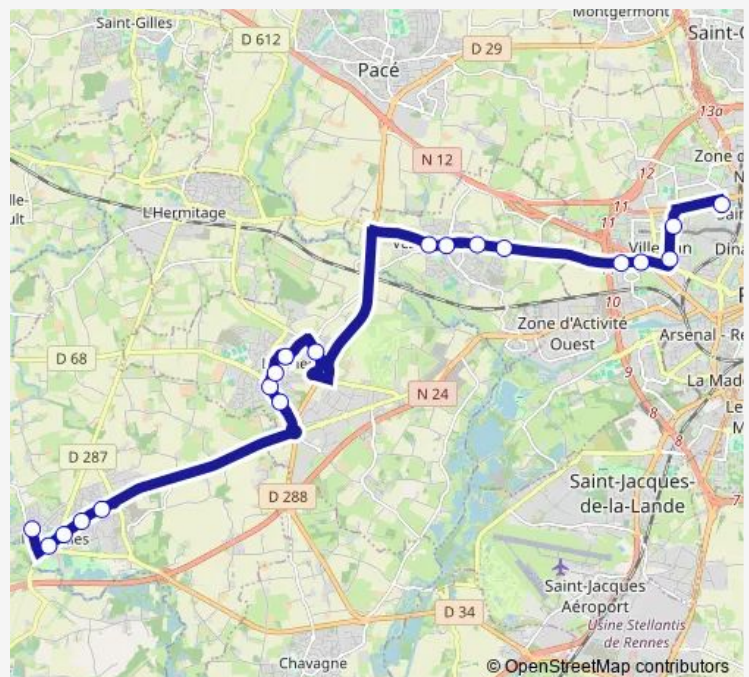 Montgermont
Saint-Gilles
D 612
D 29
Saint-G
Pacé
13a
N 12
Zone d
12
N
L'Hermitage
11
11
Dina
10
Zone d'Activité
Ouest
Arsenal - Re
D 68
9
La Mad
N 24
Le
8
8
M
D 287
D 288
Saint-Jacques-
de-la-Lande
7
Saint-Jacques
Aéroport
D 34
Usine Stellantis
de Rennes
Chavagne
© OpenStreetMap contributors